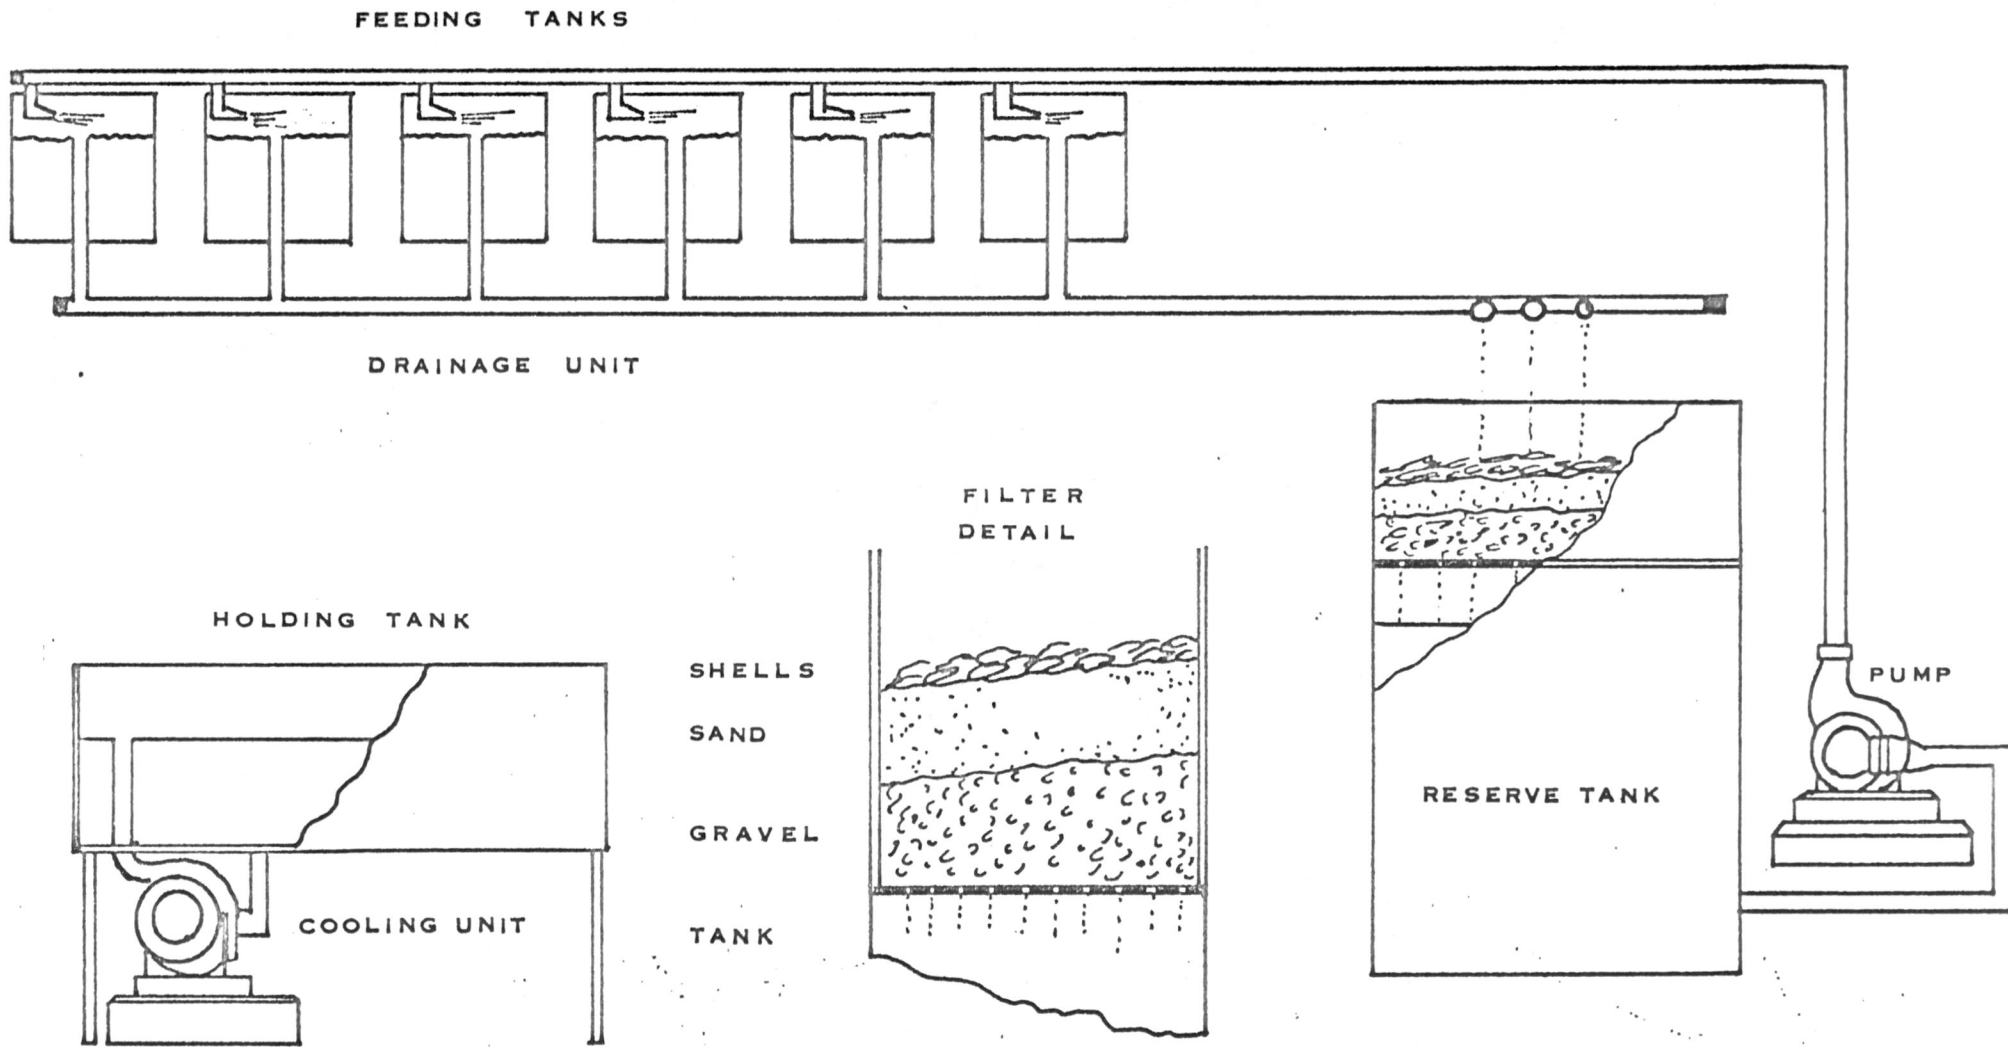 FEEDING TANKS
DRAINAGE UNIT
FILTER
DETAIL
HOLDING TANK
SHELLS
SAND
GRAVEL
TANK
COOLING UNIT
PUMP
RESERVE TANK